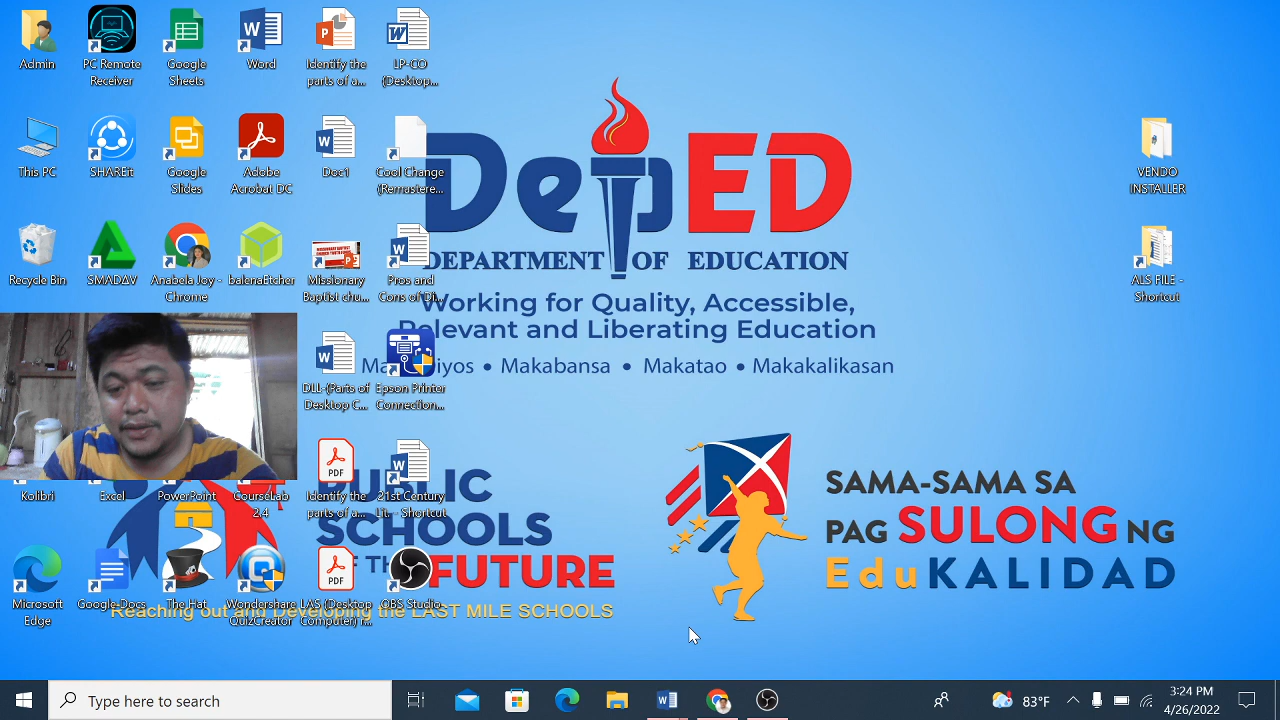 Admin
PC Remote
Receiver
Google
Sheets
Word
Identify the
parts of a...
LP-CO
(Desktop...
This PC
SHAREit
Google
Slides
Adobe
Acrobat DC
Doc1
Cool Change
(Remastere...
VENDO
INSTALLER
DepED
DEPARTMENT OF EDUCATION
Recycle Bin
SMADAV
Anabela Joy -
Chrome
balenaEtcher
Missionary
Baptist chu...
Pros and
Cons of Di...
ALS FILE -
Shortcut
Working for Quality, Accessible,
Relevant and Liberating Education
Makabansa • Makatao • Makakalikasan
DLL-(Parts of
Desktop C...
Epson Printer
Connection...
Kolibri
Excel
PowerPoint
CourseLab
2.4
PDF
Identify the
parts of a...
21st Century
Lit. - Shortcut
PUBLIC
SCHOOLS
OF THE FUTURE
Reaching out and Developing the LAST MILE SCHOOLS
SAMA-SAMA SA
PAG SULONG NG
EduKALIDAD
Microsoft
Edge
Google Docs
The Hat
Wondershare
QuizCreator
PDF
LAS (Desktop
Computer) r...
OBS Studio
Type here to search
83°F
3:24 PM
4/26/2022